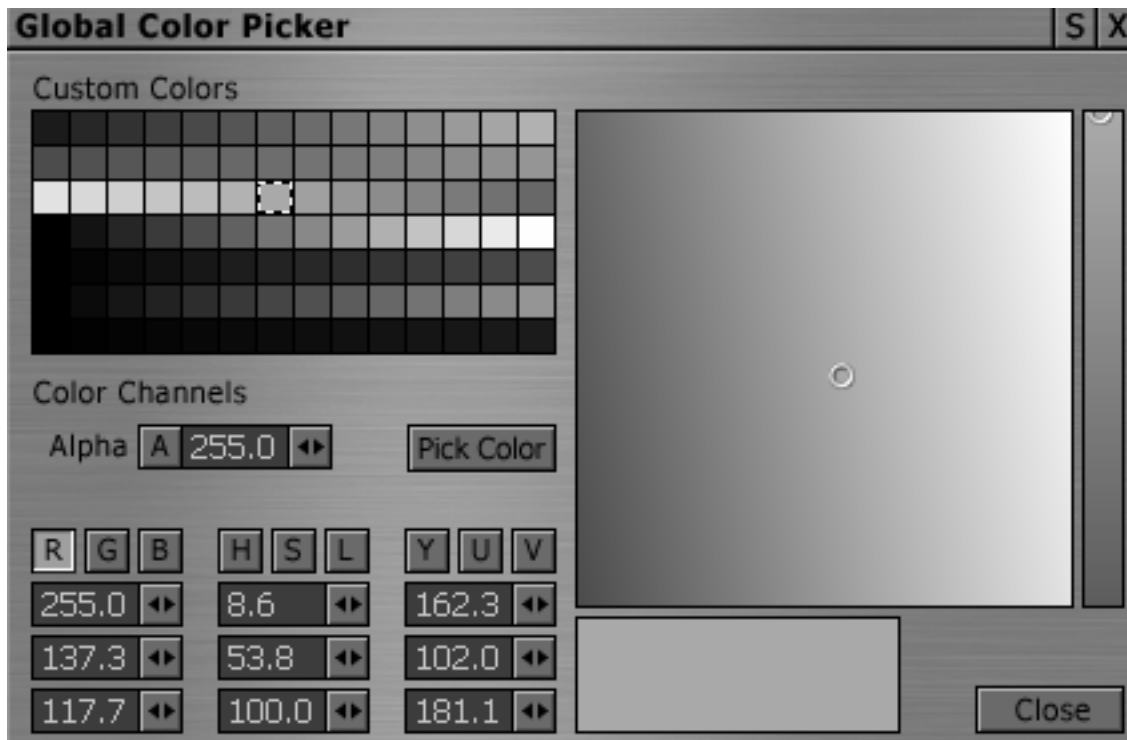 Global Color Picker S X
Custom Colors
Color Channels
Alpha A 255.0 Pick Color
R G B H S L Y U V
255.0 8.6 162.3
137.3 53.8 102.0
117.7 100.0 181.1
Close